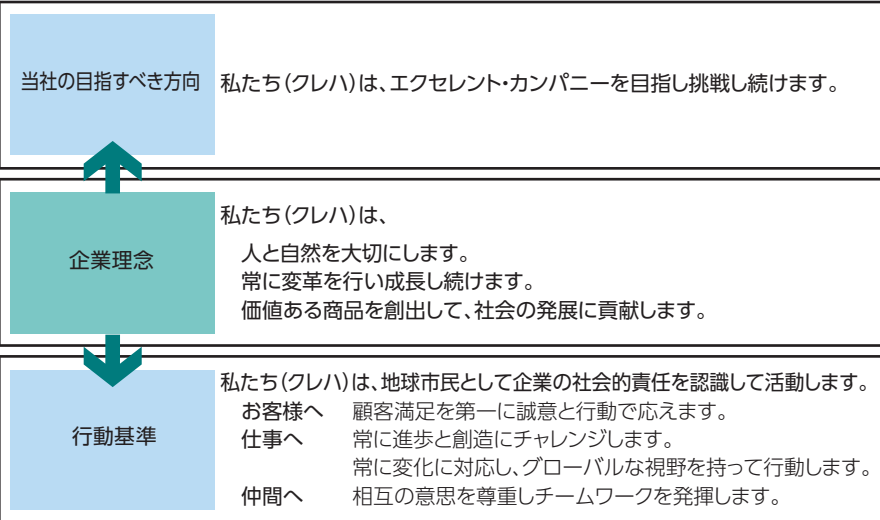 当社の目指すべき方向
私たち(クレハ)は、エクセレント・カンパニーを目指し挑戦し続けます。
企業理念
私たち(クレハ)は、
人と自然を大切にします。
常に変革を行い成長し続けます。
価値ある商品を創出して、社会の発展に貢献します。
行動基準
私たち(クレハ)は、地球市民として企業の社会的責任を認識して活動します。
お客様へ 顧客満足を第一に誠意と行動で応えます。
仕事へ 常に進歩と創造にチャレンジします。
常に変化に対応し、グローバルな視野を持って行動します。
仲間へ 相互の意思を尊重しチームワークを発揮します。